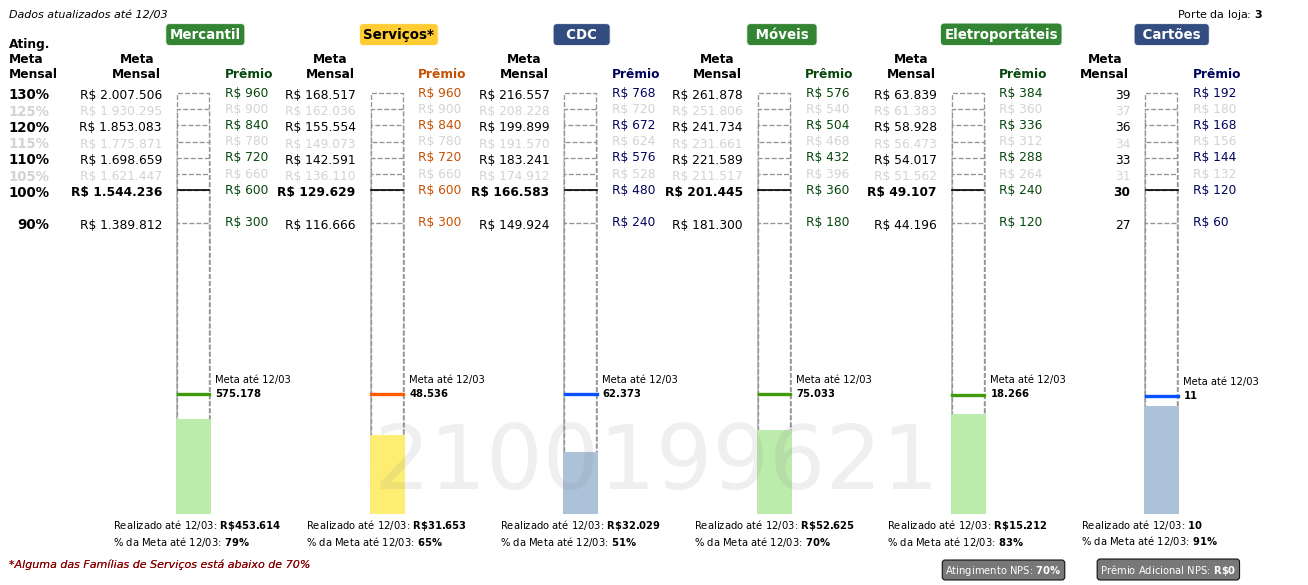 Dados atualizados até 12/03
Porte da loja: 3
Mercantil Serviços* CDC Móveis Eletroportáteis Cartões
Ating. Meta Mensal
Meta Mensal Prêmio Meta Mensal Prêmio Meta Mensal Prêmio Meta Mensal Prêmio Meta Mensal Prêmio Meta Mensal Prêmio
130% R$ 2.007.506 R$ 960 R$ 168.517 R$ 960 R$ 216.557 R$ 768 R$ 261.878 R$ 576 R$ 63.839 R$ 384 39 R$ 192
125% R$ 1.930.295 R$ 900 R$ 162.036 R$ 900 R$ 208.228 R$ 720 R$ 251.806 R$ 540 R$ 61.383 R$ 360 37 R$ 180
120% R$ 1.853.083 R$ 840 R$ 155.554 R$ 840 R$ 199.899 R$ 672 R$ 241.734 R$ 504 R$ 58.928 R$ 336 36 R$ 168
115% R$ 1.775.871 R$ 780 R$ 149.073 R$ 780 R$ 191.570 R$ 624 R$ 231.661 R$ 468 R$ 56.473 R$ 312 34 R$ 156
110% R$ 1.698.659 R$ 720 R$ 142.591 R$ 720 R$ 183.241 R$ 576 R$ 221.589 R$ 432 R$ 54.017 R$ 288 33 R$ 144
105% R$ 1.621.447 R$ 660 R$ 136.110 R$ 660 R$ 174.912 R$ 528 R$ 211.517 R$ 396 R$ 51.562 R$ 264 31 R$ 132
100% R$ 1.544.236 R$ 600 R$ 129.629 R$ 600 R$ 166.583 R$ 480 R$ 201.445 R$ 360 R$ 49.107 R$ 240 30 R$ 120
90% R$ 1.389.812 R$ 300 R$ 116.666 R$ 300 R$ 149.924 R$ 240 R$ 181.300 R$ 180 R$ 44.196 R$ 120 27 R$ 60
Meta até 12/03 Meta até 12/03 Meta até 12/03 Meta até 12/03 Meta até 12/03 Meta até 12/03
575.178 48.536 62.373 75.033 18.266 11
2100199621
Realizado até 12/03: R$453.614 Realizado até 12/03: R$31.653 Realizado até 12/03: R$32.029 Realizado até 12/03: R$52.625 Realizado até 12/03: R$15.212 Realizado até 12/03: 10
% da Meta até 12/03: 79% % da Meta até 12/03: 65% % da Meta até 12/03: 51% % da Meta até 12/03: 70% % da Meta até 12/03: 83% % da Meta até 12/03: 91%
*Alguma das Famílias de Serviços está abaixo de 70%
Atingimento NPS: 70% Prêmio Adicional NPS: R$0